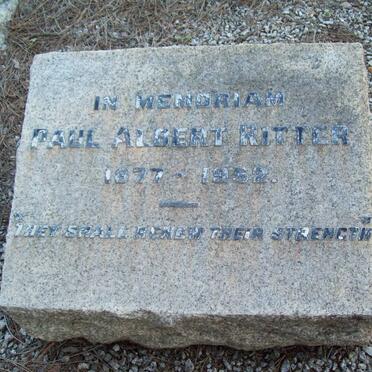 IN MEMORIAM
PAUL ALBERT RITTER
1877 - 1952.
"THEY SHALL RENEW THEIR STRENGTH"